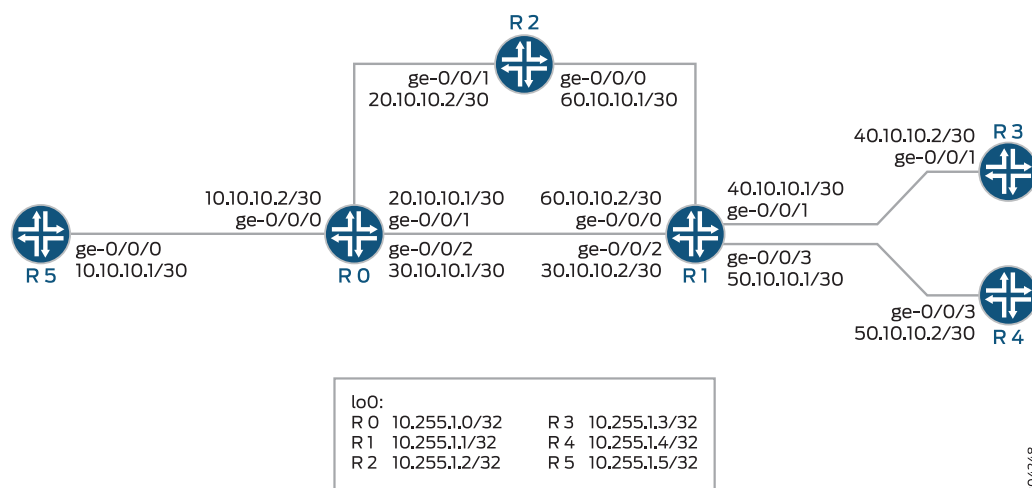 R 2
ge-0/0/1
20.10.10.2/30
ge-0/0/0
60.10.10.1/30
40.10.10.2/30
ge-0/0/1
R 3
10.10.10.2/30
ge-0/0/0
20.10.10.1/30
ge-0/0/1
60.10.10.2/30
ge-0/0/0
40.10.10.1/30
ge-0/0/1
R 5
ge-0/0/0
10.10.10.1/30
R 0
ge-0/0/2
30.10.10.1/30
ge-0/0/2
30.10.10.2/30
R 1
ge-0/0/3
50.10.10.1/30
ge-0/0/3
50.10.10.2/30
R 4
lo0:
R 0 10.255.1.0/32 R 3 10.255.1.3/32
R 1 10.255.1.1/32 R 4 10.255.1.4/32
R 2 10.255.1.2/32 R 5 10.255.1.5/32